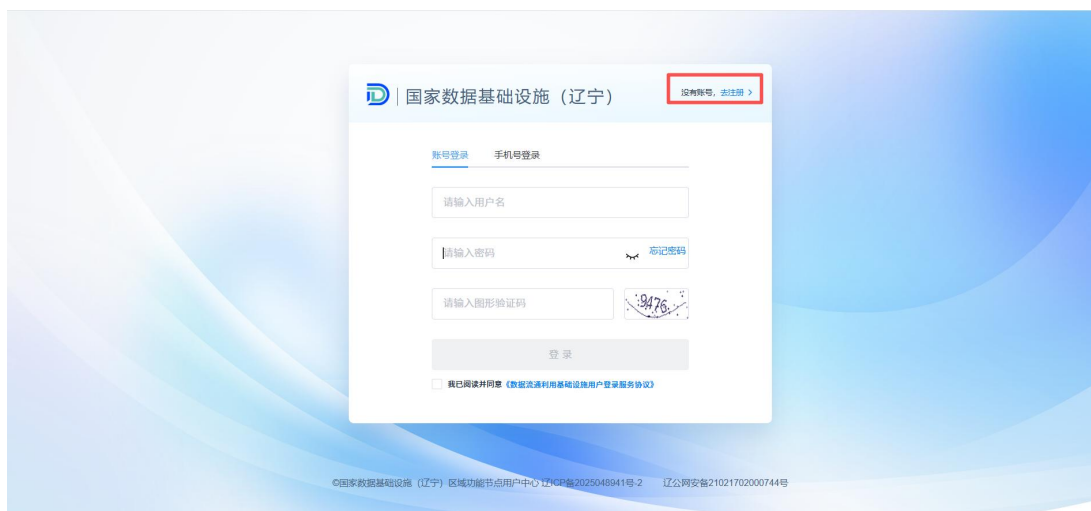 国家数据基础设施（辽宁）
没有账号，去注册 >
账号登录 手机号登录
请输入用户名
请输入密码 忘记密码
请输入图形验证码 9476
登 录
我已阅读并同意《数据流通利用基础设施用户登录服务协议》
©国家数据基础设施（辽宁）区域功能节点用户中心 辽ICP备2025048941号-2 辽公网安备21021702000744号